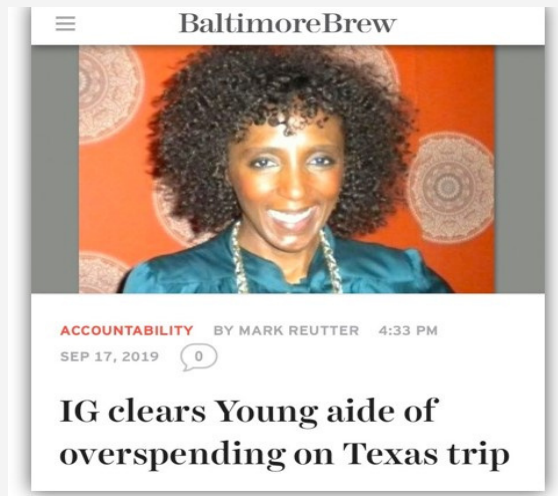 BaltimoreBrew
ACCOUNTABILITY BY MARK REUTTER 4:33 PM
SEP 17, 2019 0
IG clears Young aide of
overspending on Texas trip